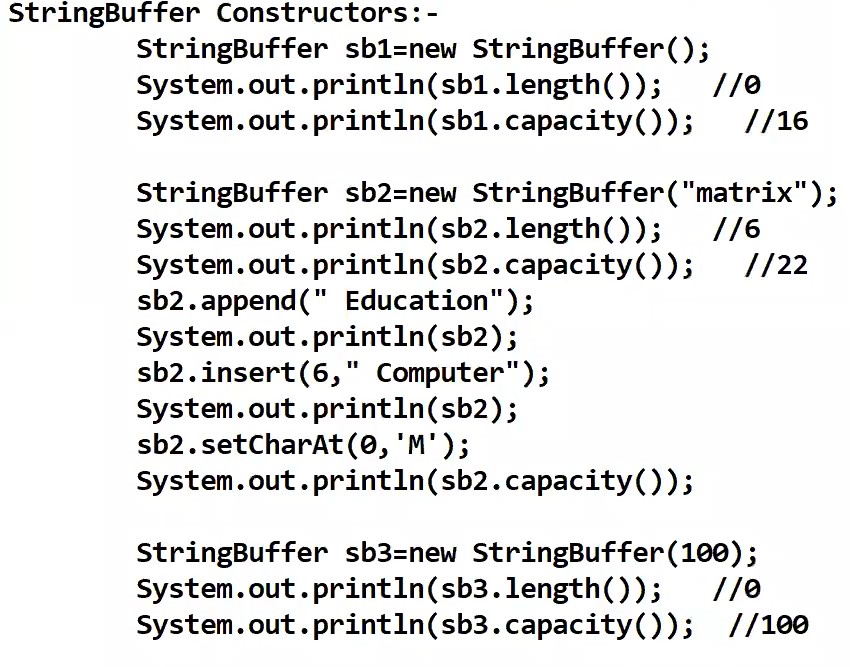 StringBuffer Constructors:-
StringBuffer sb1=new StringBuffer();
System.out.println(sb1.length());   //0
System.out.println(sb1.capacity());   //16
StringBuffer sb2=new StringBuffer("matrix");
System.out.println(sb2.length());   //6
System.out.println(sb2.capacity());   //22
sb2.append(" Education");
System.out.println(sb2);
sb2.insert(6," Computer");
System.out.println(sb2);
sb2.setCharAt(0,'M');
System.out.println(sb2.capacity());
StringBuffer sb3=new StringBuffer(100);
System.out.println(sb3.length());   //0
System.out.println(sb3.capacity());  //100